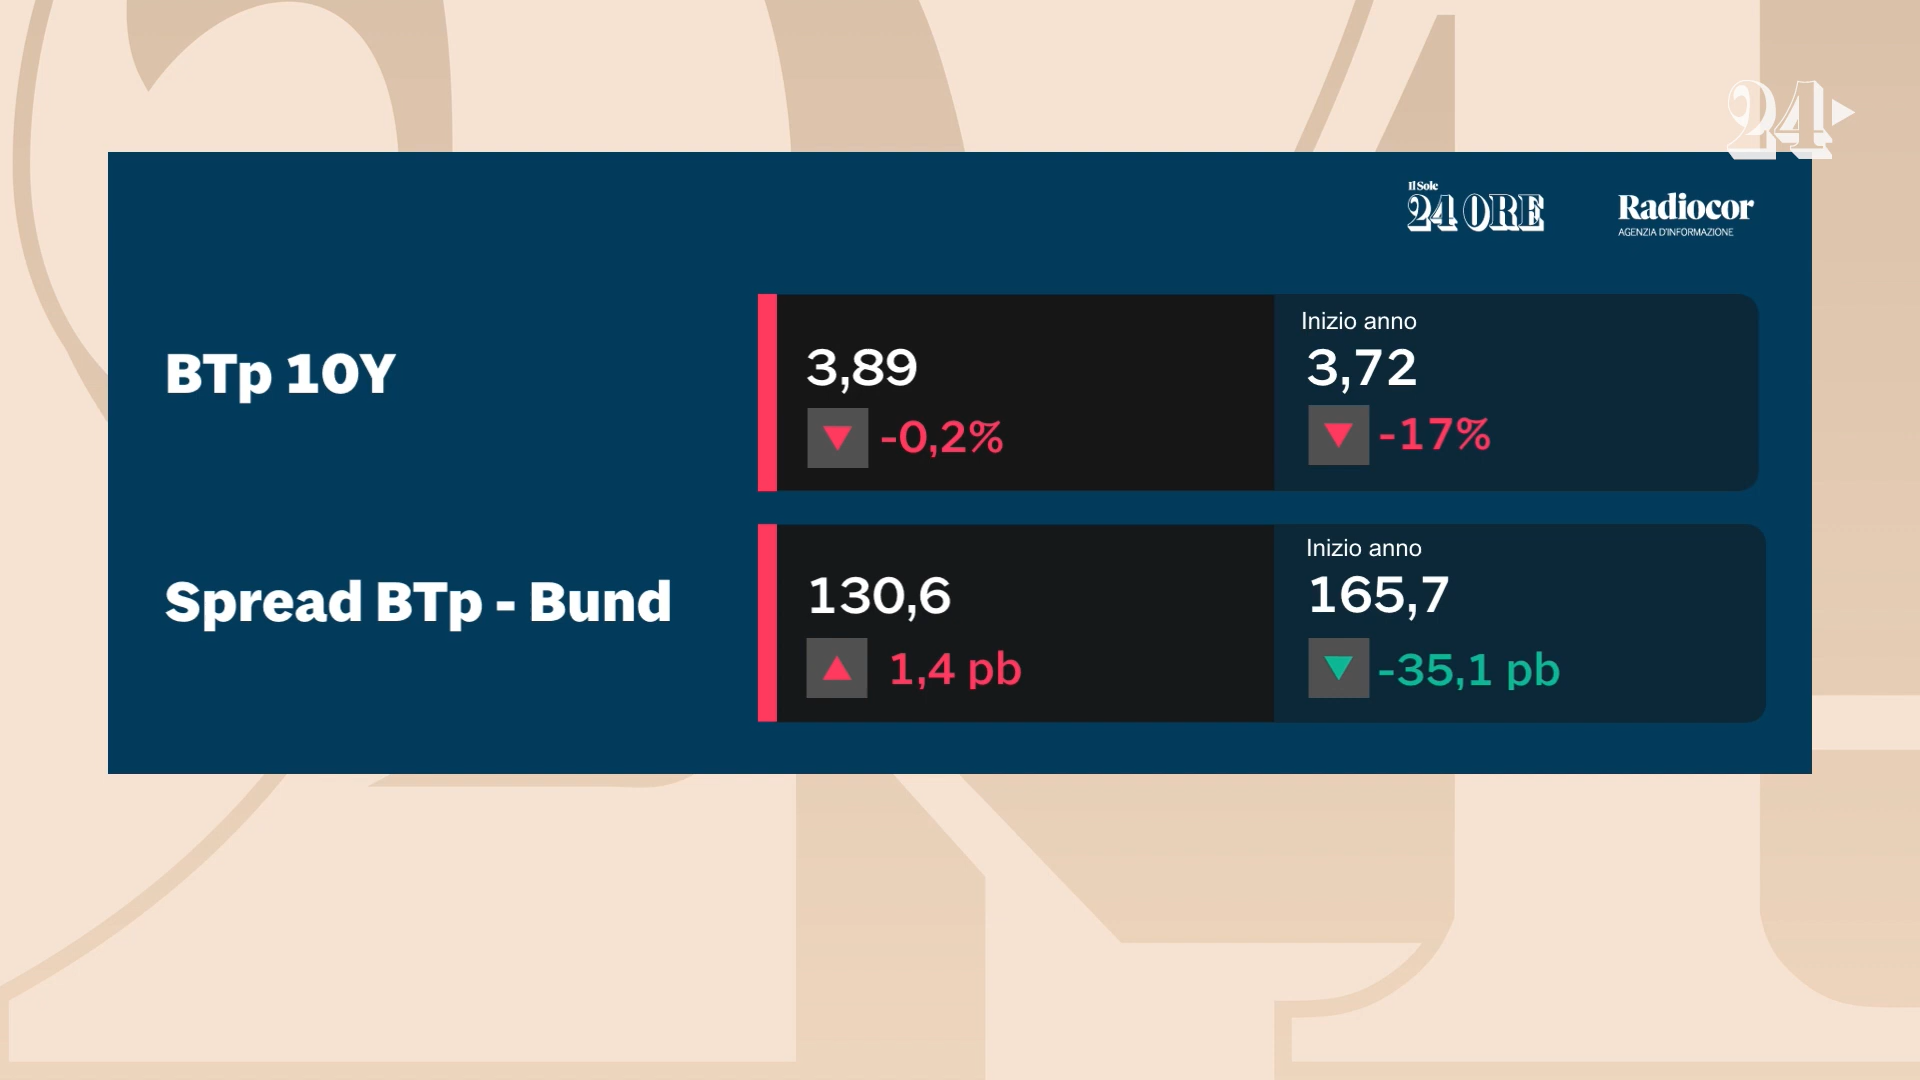 24
Il Sole
24 ORE
Radiocor
AGENZIA D'INFORMAZIONE
BTp 10Y
3,89
-0,2%
Inizio anno
3,72
-17%
Spread BTp - Bund
130,6
1,4 pb
Inizio anno
165,7
-35,1 pb